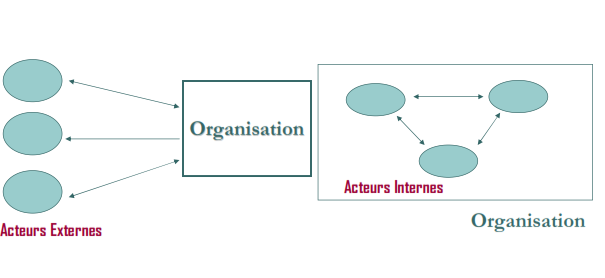 Organisation
Acteurs Externes
Acteurs Internes
Organisation